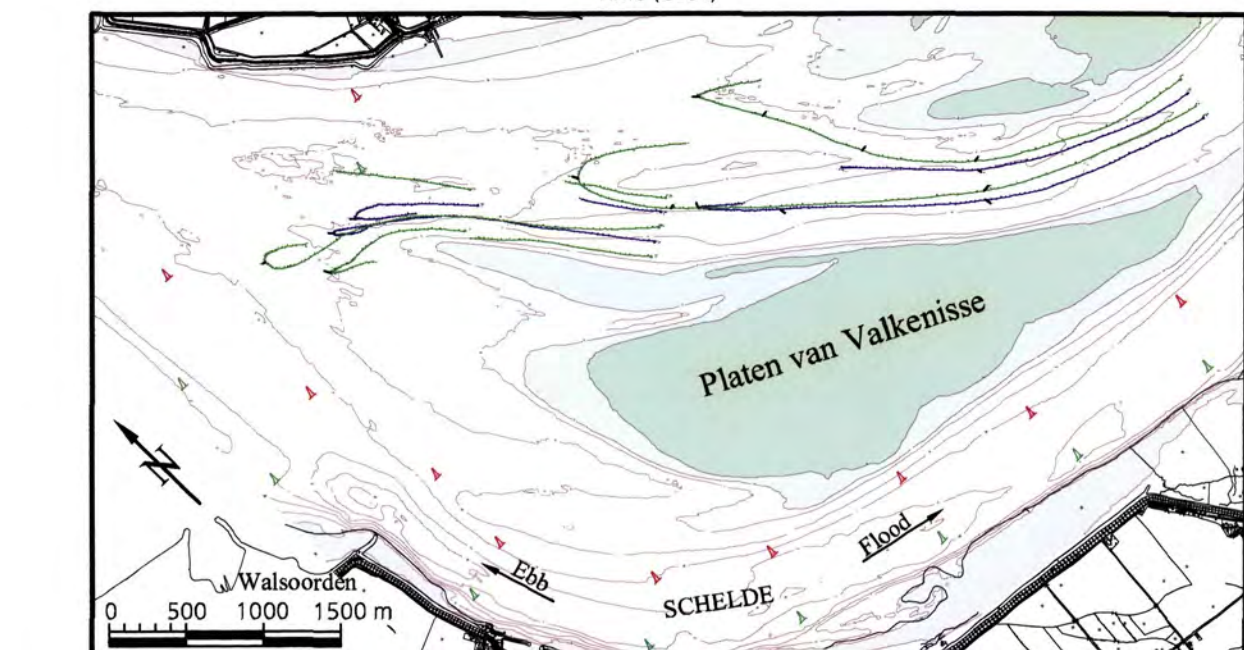 Platen van Valkenisse
N
Flood
Ebb
SCHELDE
Walsoorden
0 500 1000 1500 m